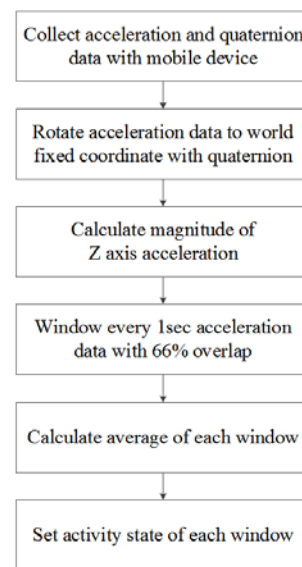 Collect acceleration and quaternion
data with mobile device
Rotate acceleration data to world
fixed coordinate with quaternion
Calculate magnitude of
Z axis acceleration
Window every 1sec acceleration
data with 66% overlap
Calculate average of each window
Set activity state of each window